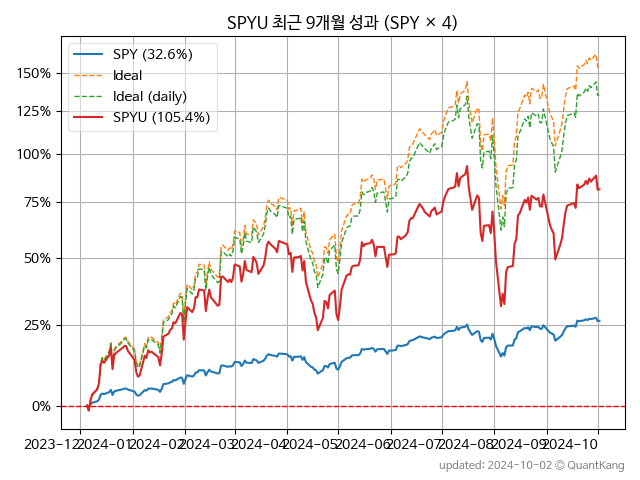 SPYU 최근 9개월 성과 (SPY × 4)
SPY (32.6%)
Ideal
Ideal (daily)
SPYU (105.4%)
150%
125%
100%
75%
50%
25%
0%
2023-12 2024-01 2024-02 2024-03 2024-04 2024-05 2024-06 2024-07 2024-08 2024-09 2024-10
updated: 2024-10-02 © QuantKang